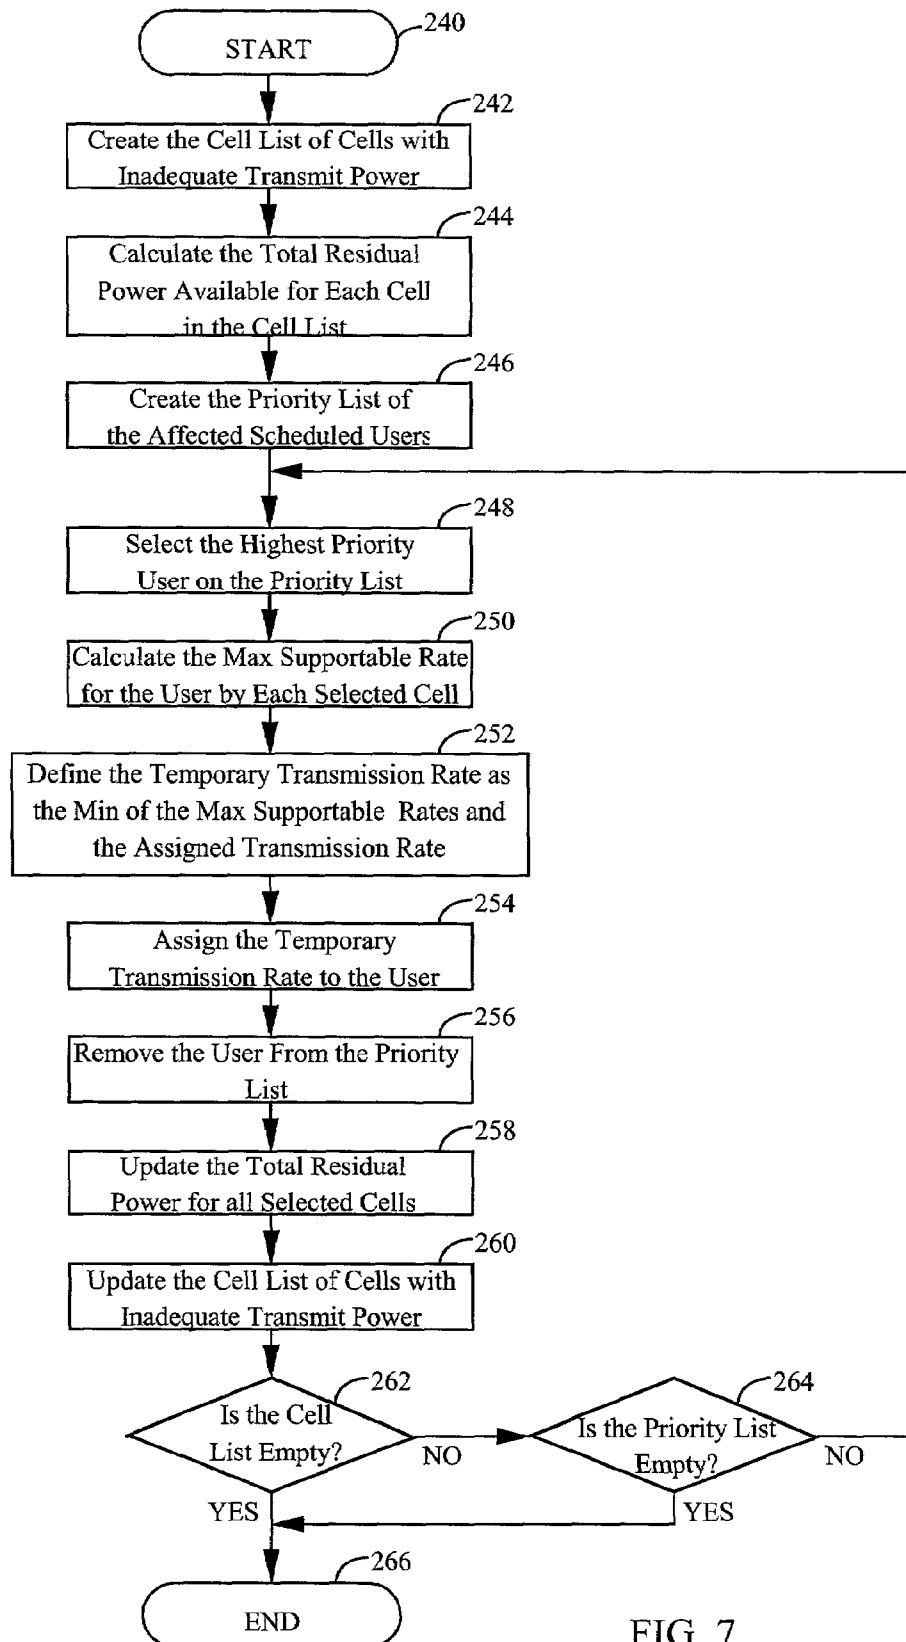 START
240
242
Create the Cell List of Cells with
Inadequate Transmit Power
244
Calculate the Total Residual
Power Available for Each Cell
in the Cell List
246
Create the Priority List of
the Affected Scheduled Users
248
Select the Highest Priority
User on the Priority List
250
Calculate the Max Supportable Rate
for the User by Each Selected Cell
252
Define the Temporary Transmission Rate as
the Min of the Max Supportable Rates and
the Assigned Transmission Rate
254
Assign the Temporary
Transmission Rate to the User
256
Remove the User From the Priority
List
258
Update the Total Residual
Power for all Selected Cells
260
Update the Cell List of Cells with
Inadequate Transmit Power
262
Is the Cell
List Empty?
NO
YES
264
Is the Priority List
Empty?
NO
YES
266
END
FIG. 7